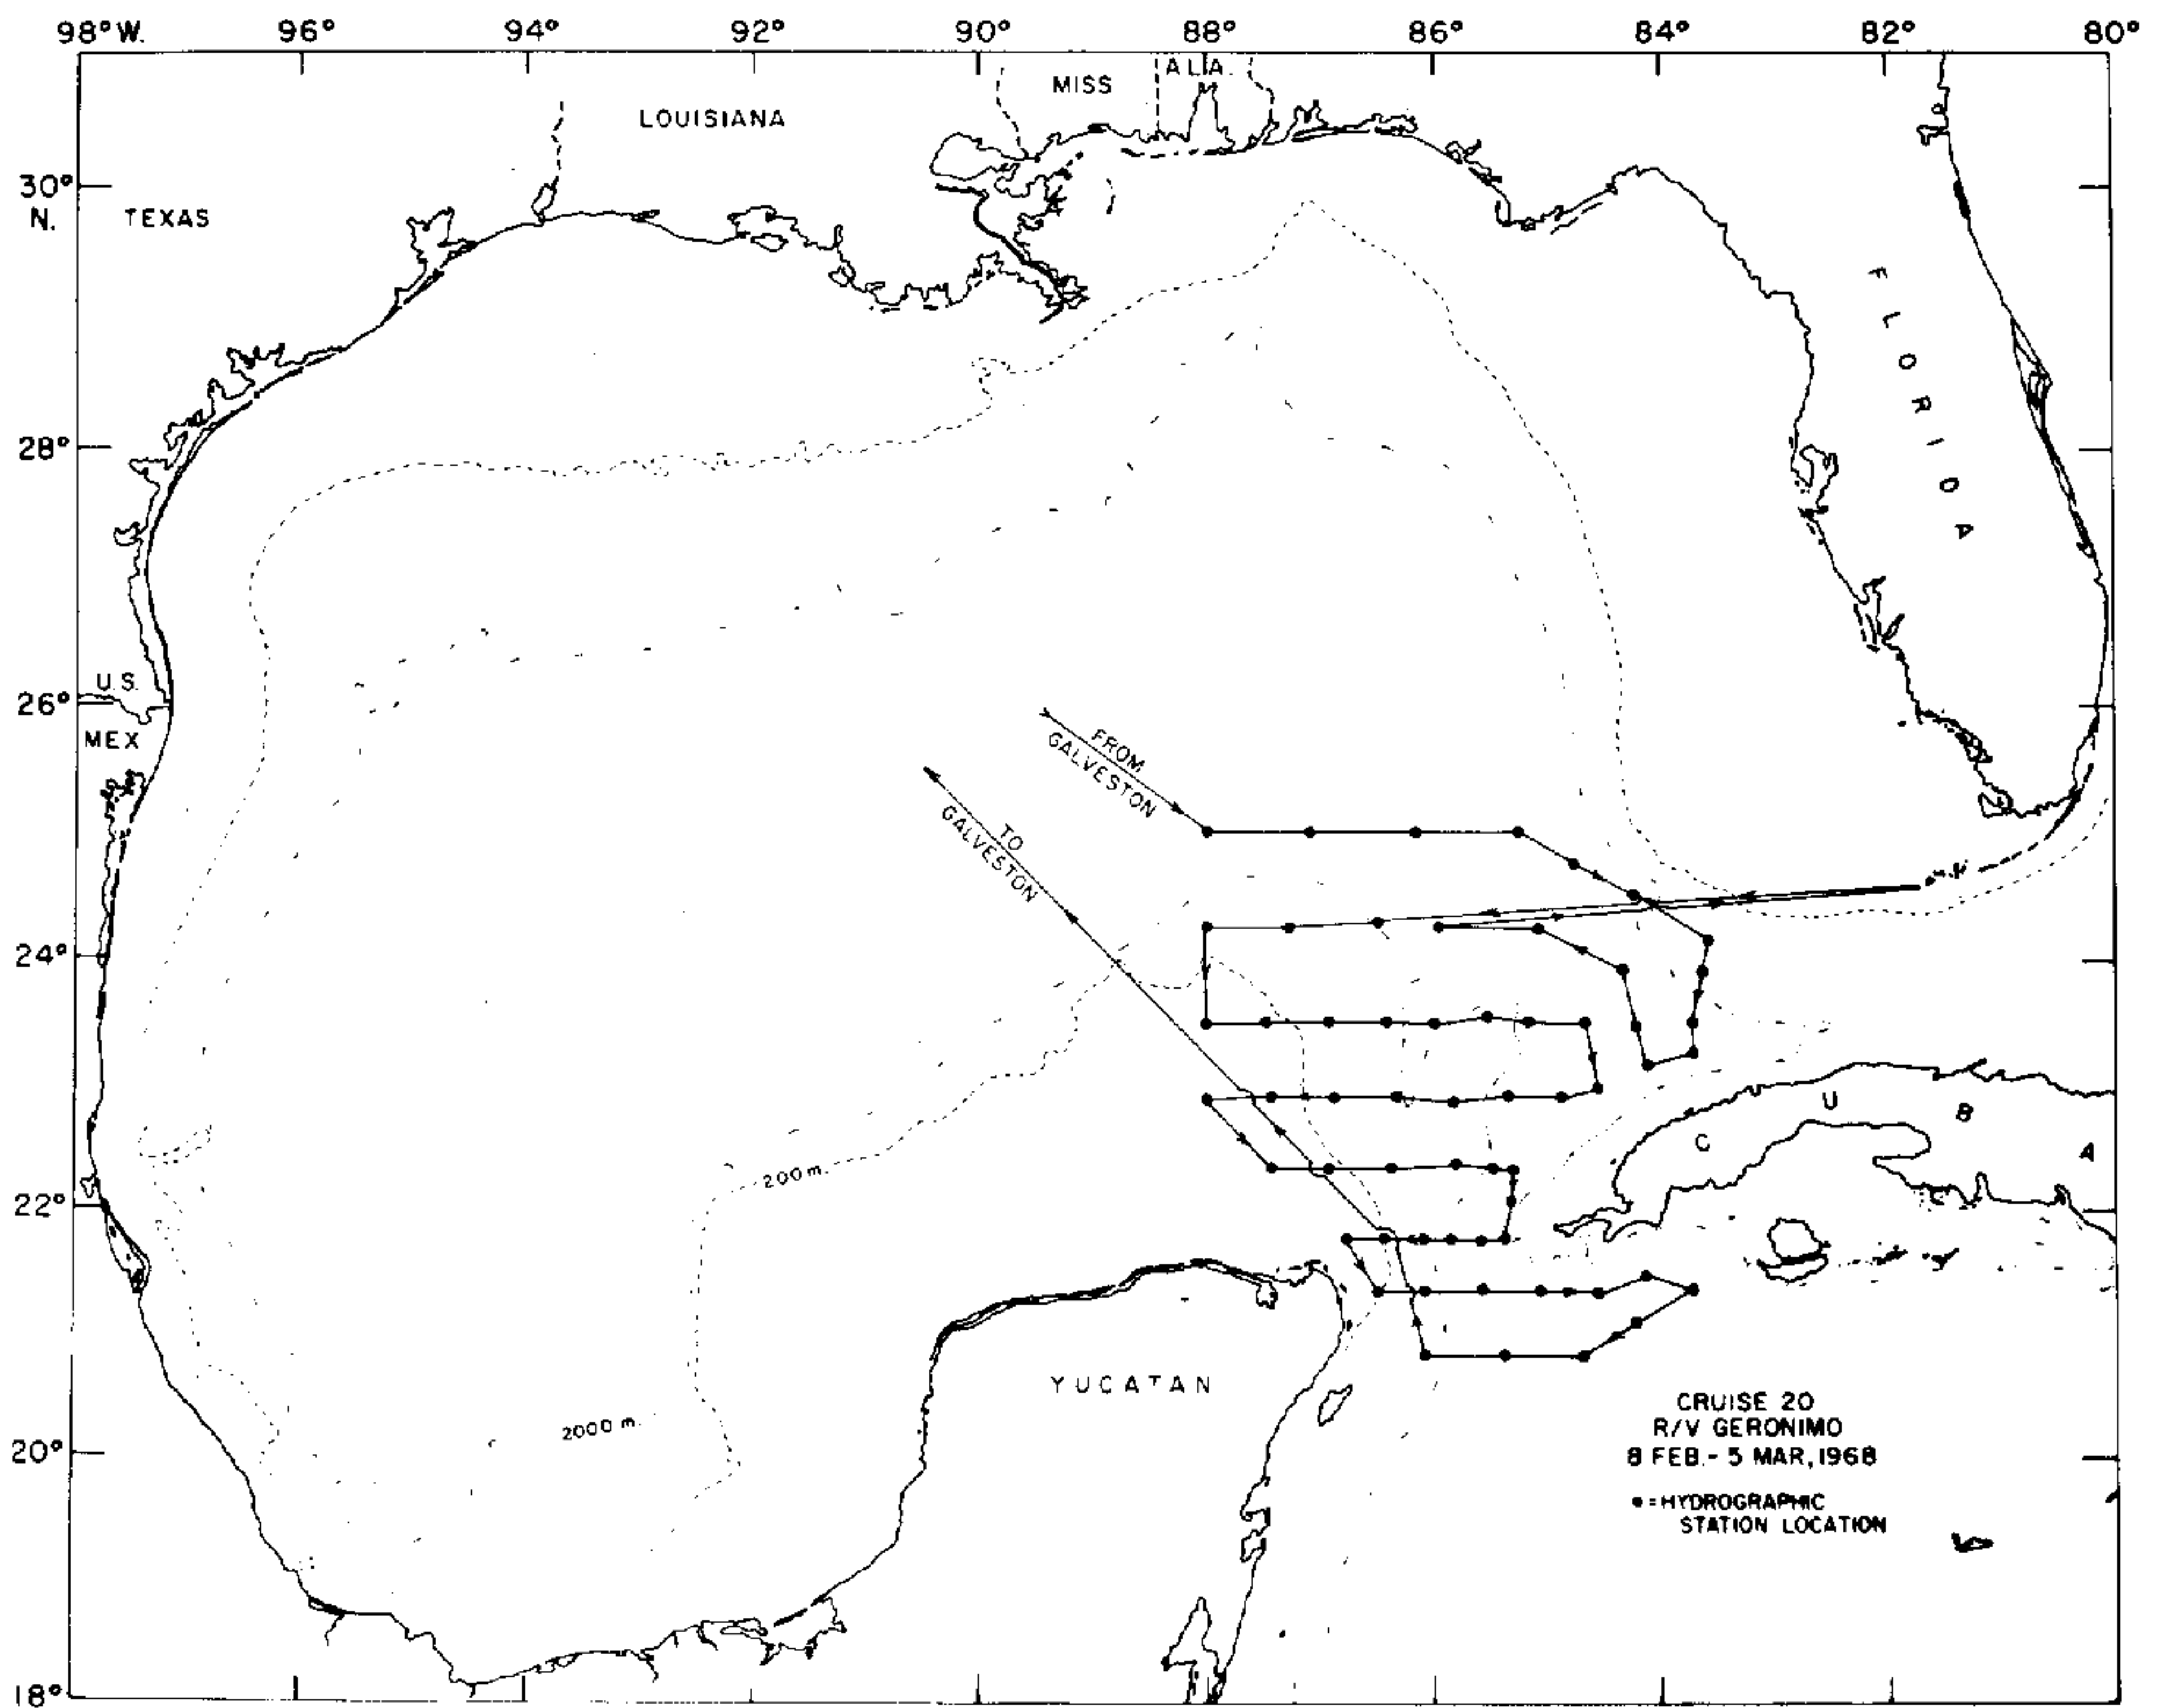 98°W. 96° 94° 92° 90° 88° 86° 84° 82° 80°
MISS
ALA.
LOUISIANA
30°
N.
TEXAS
FLORIDA
28°
U.S.
26°
MEX
FROM
GALVESTON
TO
GALVESTON
24°
CUBA
200 m.
22°
YUCATAN
2000 m.
20°
CRUISE 20
R/V GERONIMO
8 FEB.- 5 MAR, 1968
• = HYDROGRAPHIC
STATION LOCATION
18°